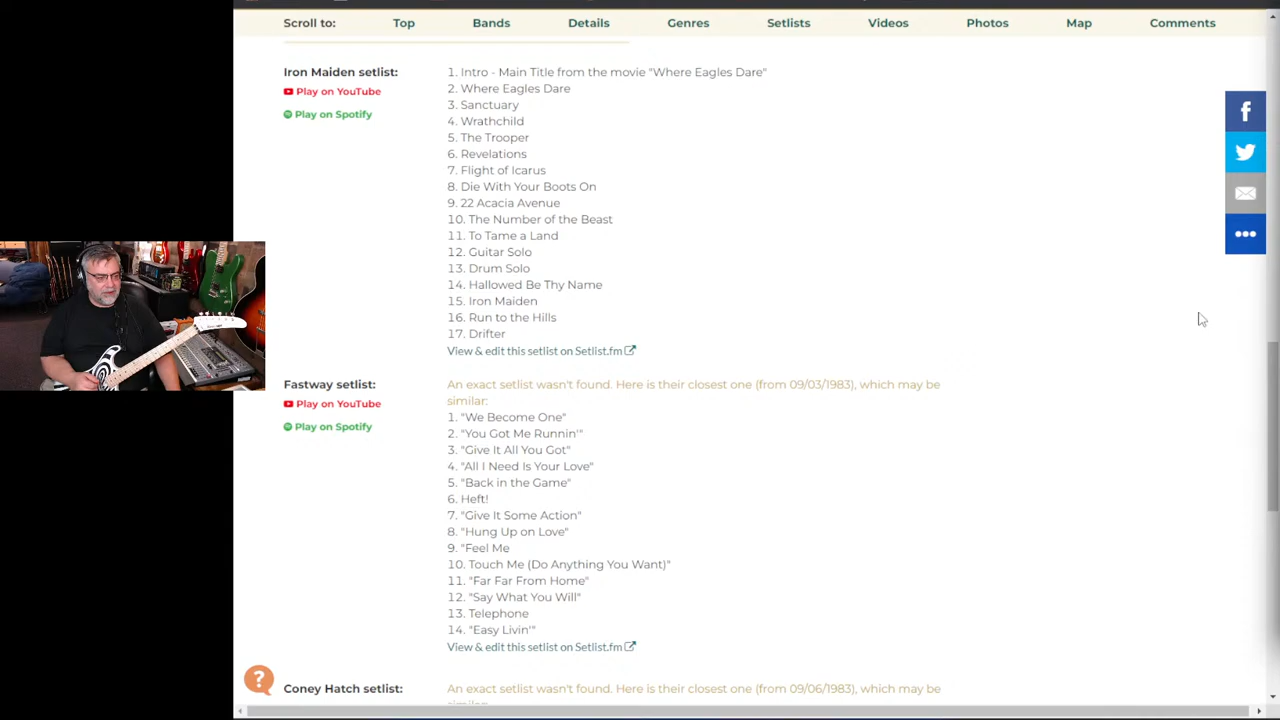 Scroll to: Top Bands Details Genres Setlists Videos Photos Map Comments
Iron Maiden setlist:
Play on YouTube
Play on Spotify
1. Intro - Main Title from the movie "Where Eagles Dare"
2. Where Eagles Dare
3. Sanctuary
4. Wrathchild
5. The Trooper
6. Revelations
7. Flight of Icarus
8. Die With Your Boots On
9. 22 Acacia Avenue
10. The Number of the Beast
11. To Tame a Land
12. Guitar Solo
13. Drum Solo
14. Hallowed Be Thy Name
15. Iron Maiden
16. Run to the Hills
17. Drifter
View & edit this setlist on Setlist.fm
Fastway setlist:
Play on YouTube
Play on Spotify
An exact setlist wasn't found. Here is their closest one (from 09/03/1983), which may be
similar:
1. "We Become One"
2. "You Got Me Runnin'"
3. "Give It All You Got"
4. "All I Need Is Your Love"
5. "Back in the Game"
6. Heft!
7. "Give It Some Action"
8. "Hung Up on Love"
9. "Feel Me
10. Touch Me (Do Anything You Want)"
11. "Far Far From Home"
12. "Say What You Will"
13. Telephone
14. "Easy Livin'"
View & edit this setlist on Setlist.fm
Coney Hatch setlist:
An exact setlist wasn't found. Here is their closest one (from 09/06/1983), which may be